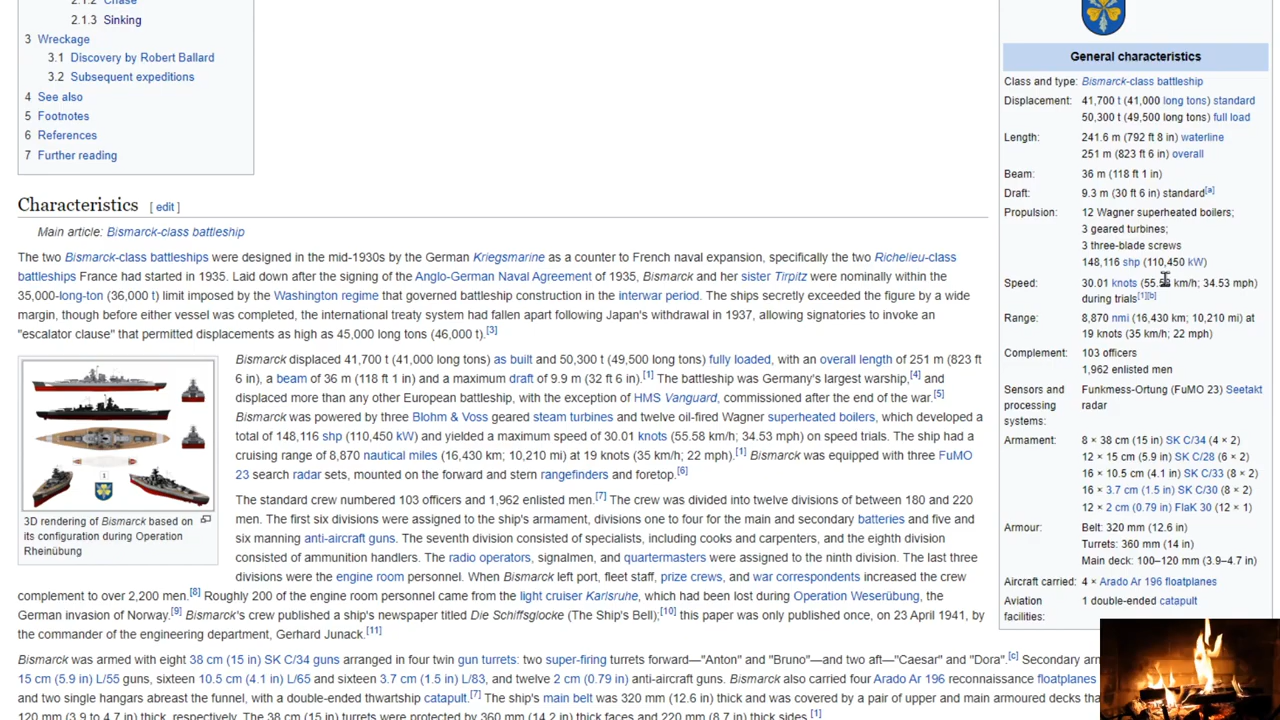 2.1.2 Chase
2.1.3 Sinking
3 Wreckage
3.1 Discovery by Robert Ballard
3.2 Subsequent expeditions
4 See also
5 Footnotes
6 References
7 Further reading
Characteristics [ edit ]
Main article: Bismarck-class battleship
The two Bismarck-class battleships were designed in the mid-1930s by the German Kriegsmarine as a counter to French naval expansion, specifically the two Richelieu-class
battleships France had started in 1935. Laid down after the signing of the Anglo-German Naval Agreement of 1935, Bismarck and her sister Tirpitz were nominally within the
35,000-long-ton (36,000 t) limit imposed by the Washington regime that governed battleship construction in the interwar period. The ships secretly exceeded the figure by a wide
margin, though before either vessel was completed, the international treaty system had fallen apart following Japan's withdrawal in 1937, allowing signatories to invoke an
"escalator clause" that permitted displacements as high as 45,000 long tons (46,000 t).[3]
Bismarck displaced 41,700 t (41,000 long tons) as built and 50,300 t (49,500 long tons) fully loaded, with an overall length of 251 m (823 ft
6 in), a beam of 36 m (118 ft 1 in) and a maximum draft of 9.9 m (32 ft 6 in).[1] The battleship was Germany's largest warship,[4] and
displaced more than any other European battleship, with the exception of HMS Vanguard, commissioned after the end of the war.[5]
Bismarck was powered by three Blohm & Voss geared steam turbines and twelve oil-fired Wagner superheated boilers, which developed a
total of 148,116 shp (110,450 kW) and yielded a maximum speed of 30.01 knots (55.58 km/h; 34.53 mph) on speed trials. The ship had a
cruising range of 8,870 nautical miles (16,430 km; 10,210 mi) at 19 knots (35 km/h; 22 mph).[1] Bismarck was equipped with three FuMO
23 search radar sets, mounted on the forward and stern rangefinders and foretop.[6]
3D rendering of Bismarck based on
its configuration during Operation
Rheinübung
The standard crew numbered 103 officers and 1,962 enlisted men.[7] The crew was divided into twelve divisions of between 180 and 220
men. The first six divisions were assigned to the ship's armament, divisions one to four for the main and secondary batteries and five and
six manning anti-aircraft guns. The seventh division consisted of specialists, including cooks and carpenters, and the eighth division
consisted of ammunition handlers. The radio operators, signalmen, and quartermasters were assigned to the ninth division. The last three
divisions were the engine room personnel. When Bismarck left port, fleet staff, prize crews, and war correspondents increased the crew
complement to over 2,200 men.[8] Roughly 200 of the engine room personnel came from the light cruiser Karlsruhe, which had been lost during Operation Weserübung, the
German invasion of Norway.[9] Bismarck's crew published a ship's newspaper titled Die Schiffsglocke (The Ship's Bell);[10] this paper was only published once, on 23 April 1941, by
the commander of the engineering department, Gerhard Junack.[11]
Bismarck was armed with eight 38 cm (15 in) SK C/34 guns arranged in four twin gun turrets: two super-firing turrets forward—"Anton" and "Bruno"—and two aft—"Caesar" and "Dora".[c] Secondary
15 cm (5.9 in) L/55 guns, sixteen 10.5 cm (4.1 in) L/65 and sixteen 3.7 cm (1.5 in) L/83, and twelve 2 cm (0.79 in) anti-aircraft guns. Bismarck also carried four Arado Ar 196 reconnaissance floatplanes
and two single hangars abreast the funnel, with a double-ended thwartship catapult.[7] The ship's main belt was 320 mm (12.6 in) thick and was covered by a pair of upper and main armoured decks
120 mm (3.9 to 4.7 in) thick, respectively. The 38 cm (15 in) turrets were protected by 360 mm (14.2 in) thick faces and 220 mm (8.7 in) thick sides.[1]
General characteristics
Class and type: Bismarck-class battleship
Displacement: 41,700 t (41,000 long tons) standard
50,300 t (49,500 long tons) full load
Length: 241.6 m (792 ft 8 in) waterline
251 m (823 ft 6 in) overall
Beam: 36 m (118 ft 1 in)
Draft: 9.3 m (30 ft 6 in) standard[a]
Propulsion: 12 Wagner superheated boilers;
3 geared turbines;
3 three-blade screws
148,116 shp (110,450 kW)
Speed: 30.01 knots (55.58 km/h; 34.53 mph)
during trials[1][b]
Range: 8,870 nmi (16,430 km; 10,210 mi) at
19 knots (35 km/h; 22 mph)
Complement: 103 officers
1,962 enlisted men
Sensors and processing systems: Funkmess-Ortung (FuMO 23) Seetakt
radar
Armament: 8 × 38 cm (15 in) SK C/34 (4 × 2)
12 × 15 cm (5.9 in) SK C/28 (6 × 2)
16 × 10.5 cm (4.1 in) SK C/33 (8 × 2)
16 × 3.7 cm (1.5 in) SK C/30 (8 × 2)
12 × 2 cm (0.79 in) FlaK 30 (12 × 1)
Armour: Belt: 320 mm (12.6 in)
Turrets: 360 mm (14 in)
Main deck: 100–120 mm (3.9–4.7 in)
Aircraft carried: 4 × Arado Ar 196 floatplanes
Aviation facilities: 1 double-ended catapult